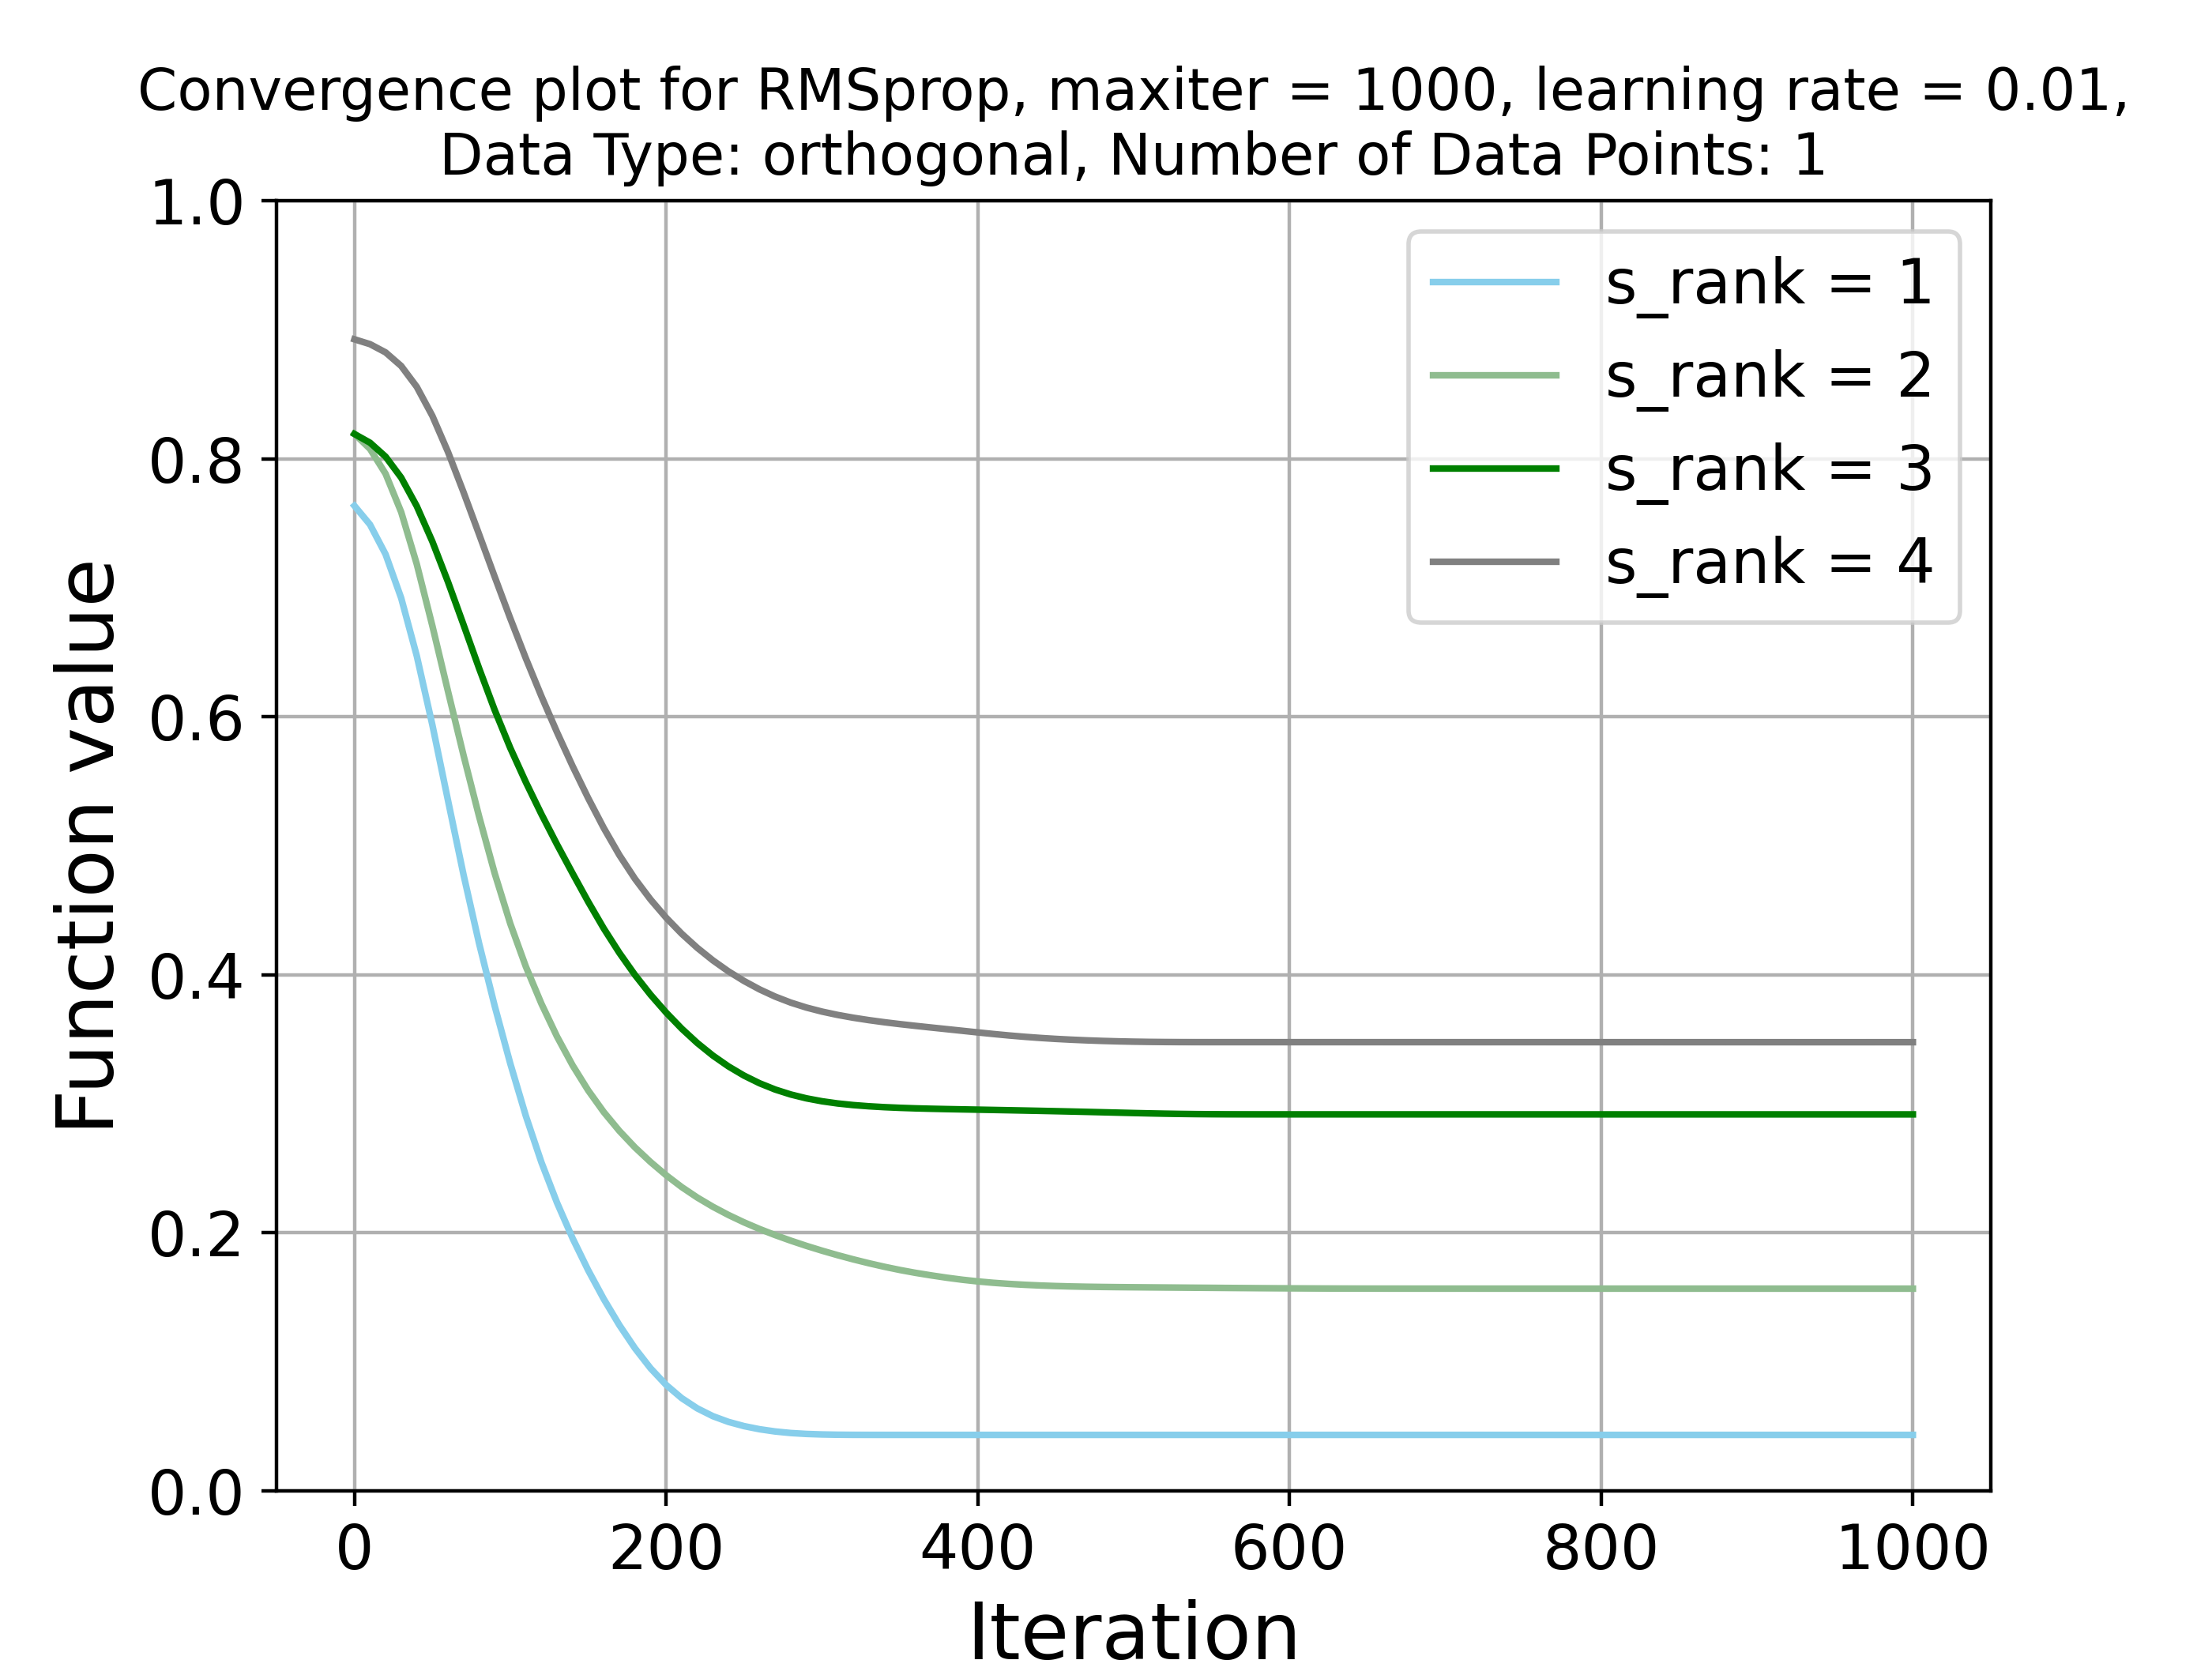 Convergence plot for RMSprop, maxiter = 1000, learning rate = 0.01,
Data Type: orthogonal, Number of Data Points: 1
1.0
0.8
0.6
0.4
0.2
0.0
Function value
s_rank = 1
s_rank = 2
s_rank = 3
s_rank = 4
0 200 400 600 800 1000
Iteration